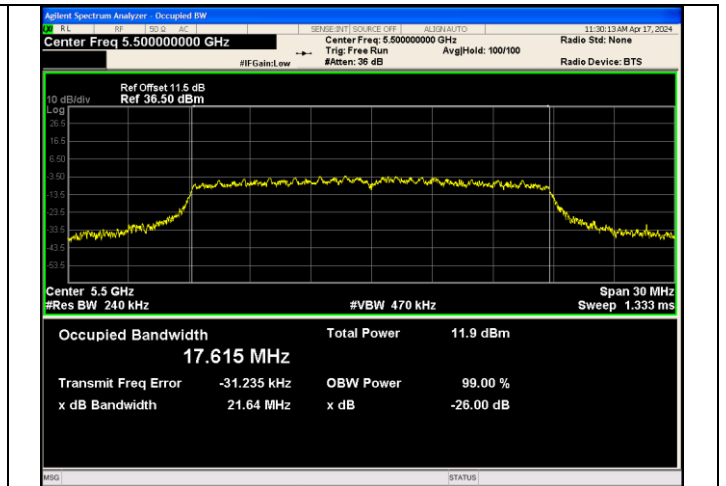 Agilent Spectrum Analyzer - Occupied BW
RL RF 50 Ω AC SENSE:INT SOURCE OFF ALIGNAUTO 11:30:13 AM Apr 17, 2024
Center Freq 5.500000000 GHz Center Freq: 5.500000000 GHz Radio Std: None
Trig: Free Run Avg|Hold: 100/100
#IFGain:Low #Atten: 36 dB Radio Device: BTS
Ref Offset 11.5 dB
10 dB/div Ref 36.50 dBm
Log
26.5
16.5
6.50
-3.50
-13.5
-23.5
-33.5
-43.5
-53.5
Center 5.5 GHz Span 30 MHz
#Res BW 240 kHz #VBW 470 kHz Sweep 1.333 ms
Occupied Bandwidth Total Power 11.9 dBm
17.615 MHz
Transmit Freq Error -31.235 kHz OBW Power 99.00 %
x dB Bandwidth 21.64 MHz x dB -26.00 dB
MSG STATUS